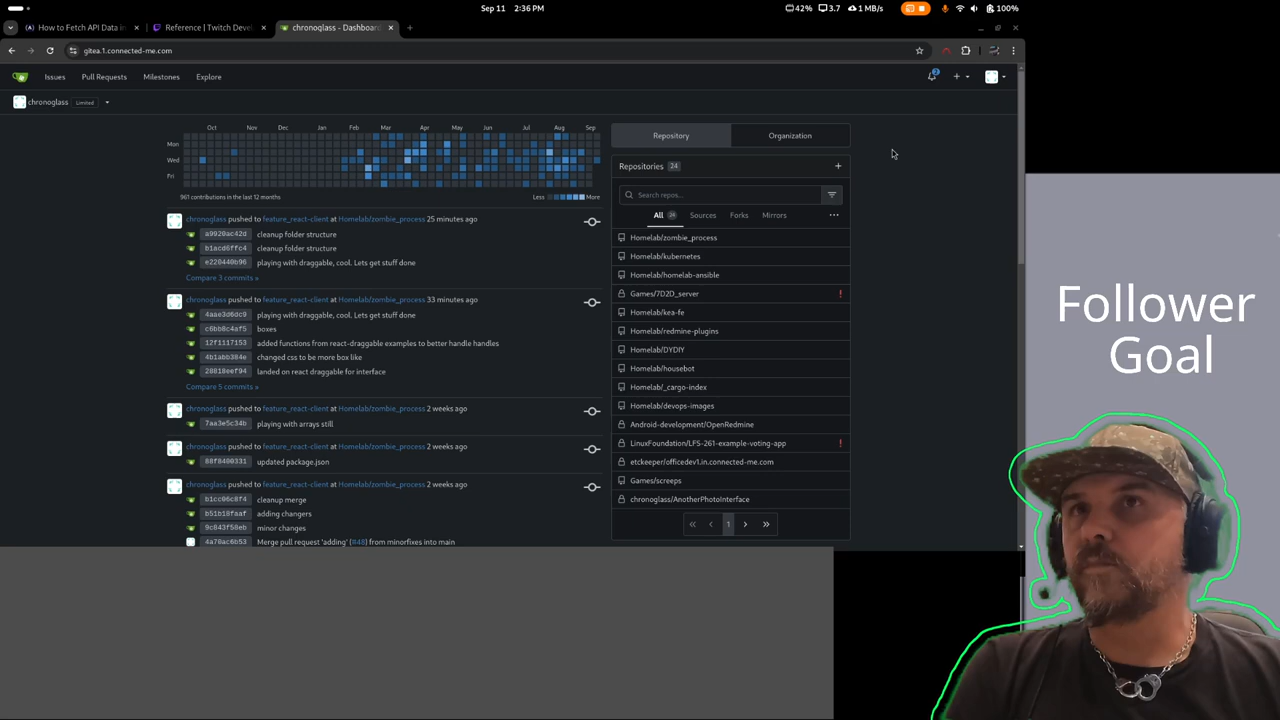 Sep 11 2:36 PM
42% 3.7 1 MB/s 100%
How to Fetch API Data in
Reference | Twitch Devel
chronoglass - Dashboard
gitea.1.connected-me.com
Issues Pull Requests Milestones Explore
chronoglass Limited
Oct Nov Dec Jan Feb Mar Apr May Jun Jul Aug Sep
Mon
Wed
Fri
961 contributions in the last 12 months
Less More
chronoglass pushed to feature_react-client at Homelab/zombie_process 25 minutes ago
a9920ac42d cleanup folder structure
b1acd6ffc4 cleanup folder structure
e220440b96 playing with draggable, cool. Lets get stuff done
Compare 3 commits »
chronoglass pushed to feature_react-client at Homelab/zombie_process 33 minutes ago
4aae3d6dc9 playing with draggable, cool. Lets get stuff done
c6bb8c4af5 boxes
12f1117153 added functions from react-draggable examples to better handle handles
4b1abb384e changed css to be more box like
28818eef94 landed on react draggable for interface
Compare 5 commits »
chronoglass pushed to feature_react-client at Homelab/zombie_process 2 weeks ago
7aa3e5c34b playing with arrays still
chronoglass pushed to feature_react-client at Homelab/zombie_process 2 weeks ago
88f8400331 updated package.json
chronoglass pushed to feature_react-client at Homelab/zombie_process 2 weeks ago
b1cc06c8f4 cleanup merge
b51b18faaf adding changers
9c843f50eb minor changes
4a70ac6b53 Merge pull request 'adding' (#48) from minorfixes into main
Repository Organization
Repositories 24
Search repos...
All 24 Sources Forks Mirrors
Homelab/zombie_process
Homelab/kubernetes
Homelab/homelab-ansible
Games/7D2D_server
Homelab/kea-fe
Homelab/redmine-plugins
Homelab/DYDIY
Homelab/housebot
Homelab/_cargo-index
Homelab/devops-images
Android-development/OpenRedmine
LinuxFoundation/LFS-261-example-voting-app
etckeeper/officedev1.in.connected-me.com
Games/screeps
chronoglass/AnotherPhotoInterface
1
Follower
Goal